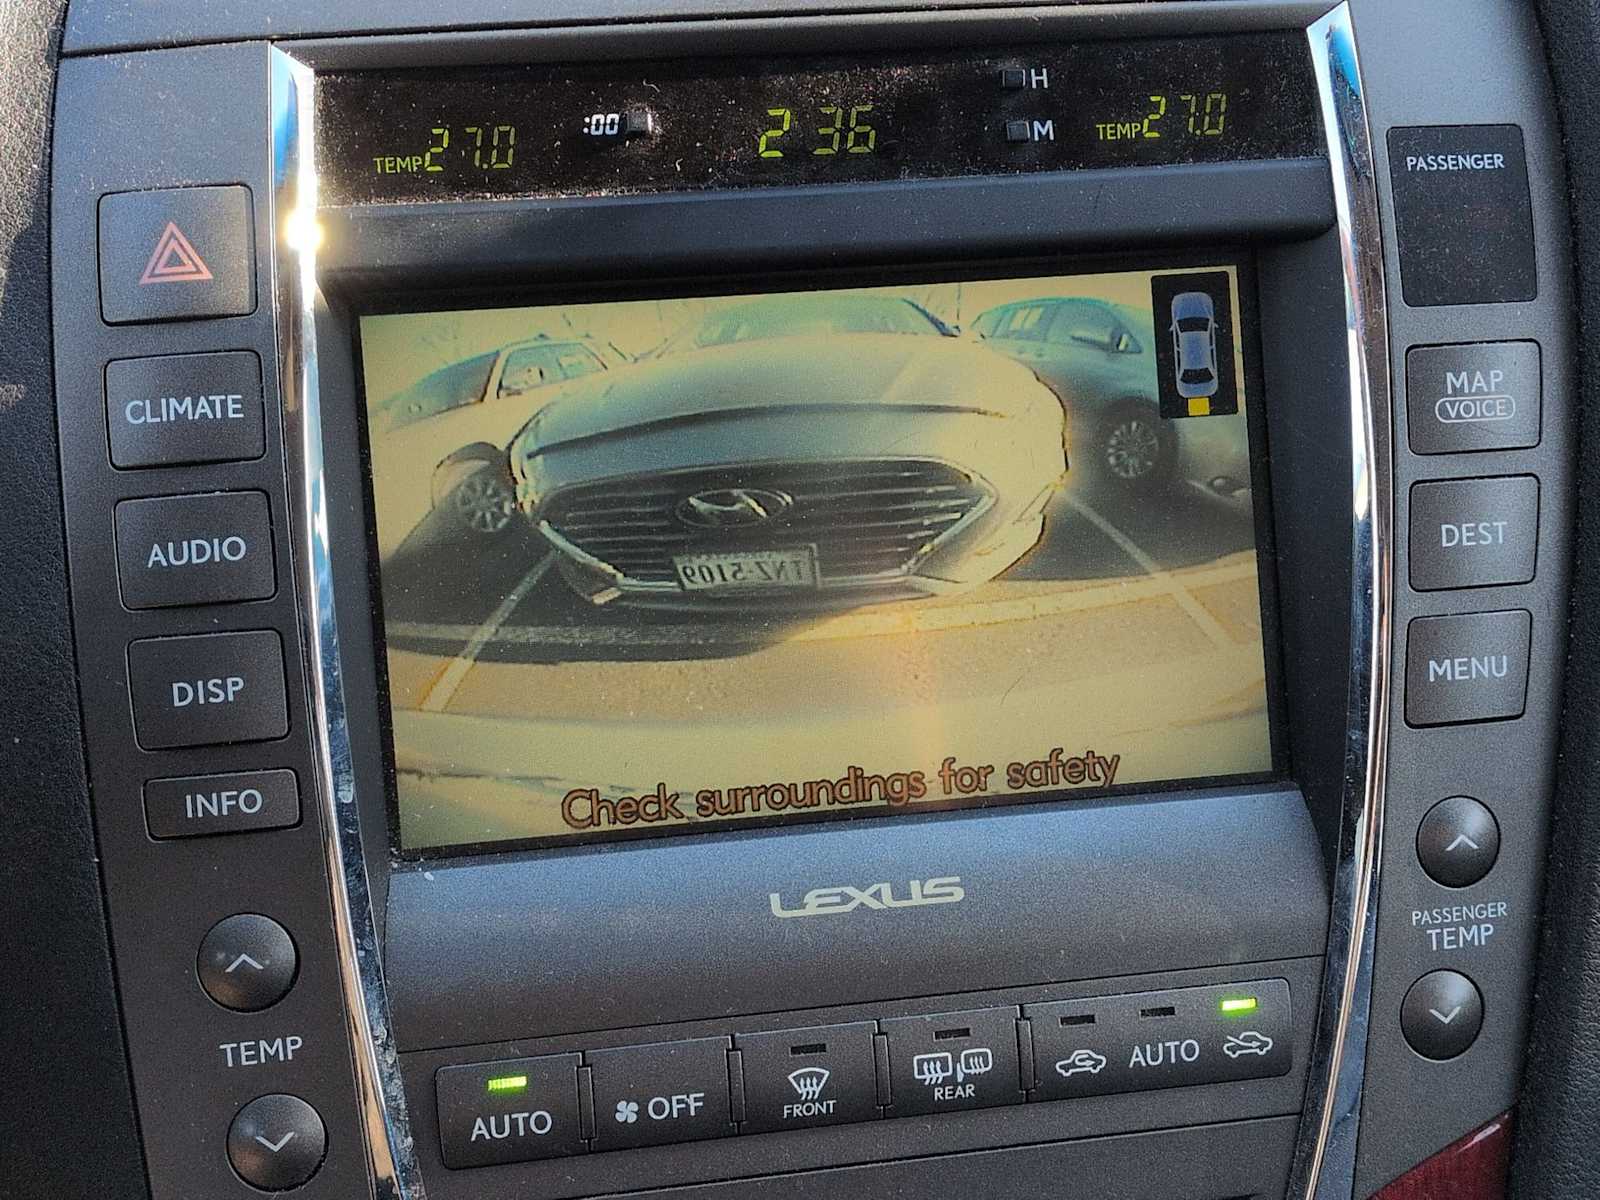 TEMP 27.0
:00
2 36
H
M
TEMP 27.0
PASSENGER
CLIMATE
AUDIO
DISP
INFO
TEMP
TNZ-5109
Check surroundings for safety
LEXUS
MAP
VOICE
DEST
MENU
PASSENGER
TEMP
AUTO
OFF
FRONT
REAR
AUTO